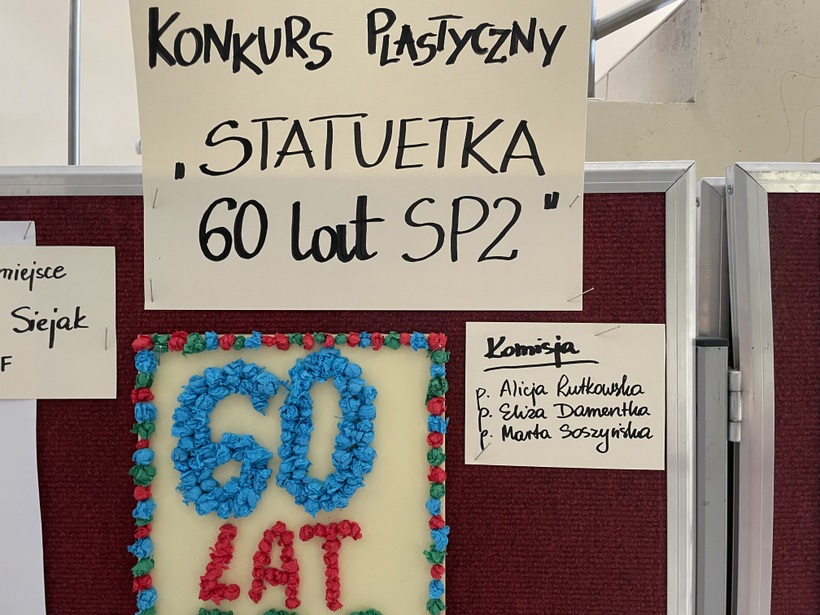 KONKURS PLASTYCZNY
„STATUETKA
60 lat SP2"
miejsce
Siejak
F
Komisja
p. Alicja Rutkowska
p. Eliza Damentka
p. Marta Soszyńska
60
LAT